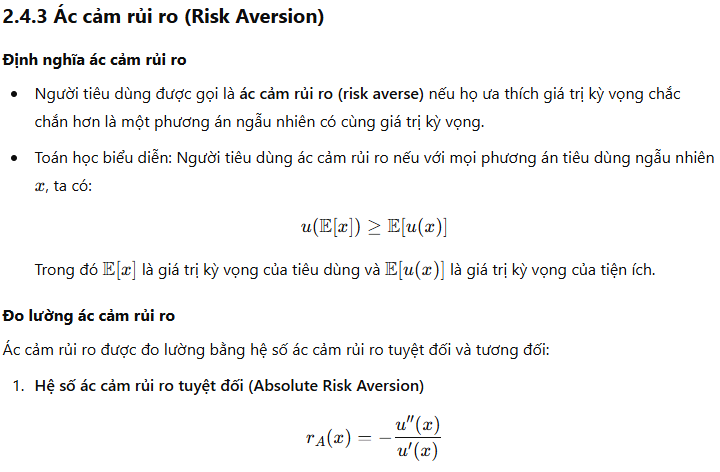 2.4.3 Ác cảm rủi ro (Risk Aversion)
Định nghĩa ác cảm rủi ro
• Người tiêu dùng được gọi là ác cảm rủi ro (risk averse) nếu họ ưa thích giá trị kỳ vọng chắc
chắn hơn là một phương án ngẫu nhiên có cùng giá trị kỳ vọng.
• Toán học biểu diễn: Người tiêu dùng ác cảm rủi ro nếu với mọi phương án tiêu dùng ngẫu nhiên
x, ta có:
u(𝔼[x]) ≥ 𝔼[u(x)]
Trong đó 𝔼[x] là giá trị kỳ vọng của tiêu dùng và 𝔼[u(x)] là giá trị kỳ vọng của tiện ích.
Đo lường ác cảm rủi ro
Ác cảm rủi ro được đo lường bằng hệ số ác cảm rủi ro tuyệt đối và tương đối:
1. Hệ số ác cảm rủi ro tuyệt đối (Absolute Risk Aversion)
r_A(x) = −u″(x)/u′(x)